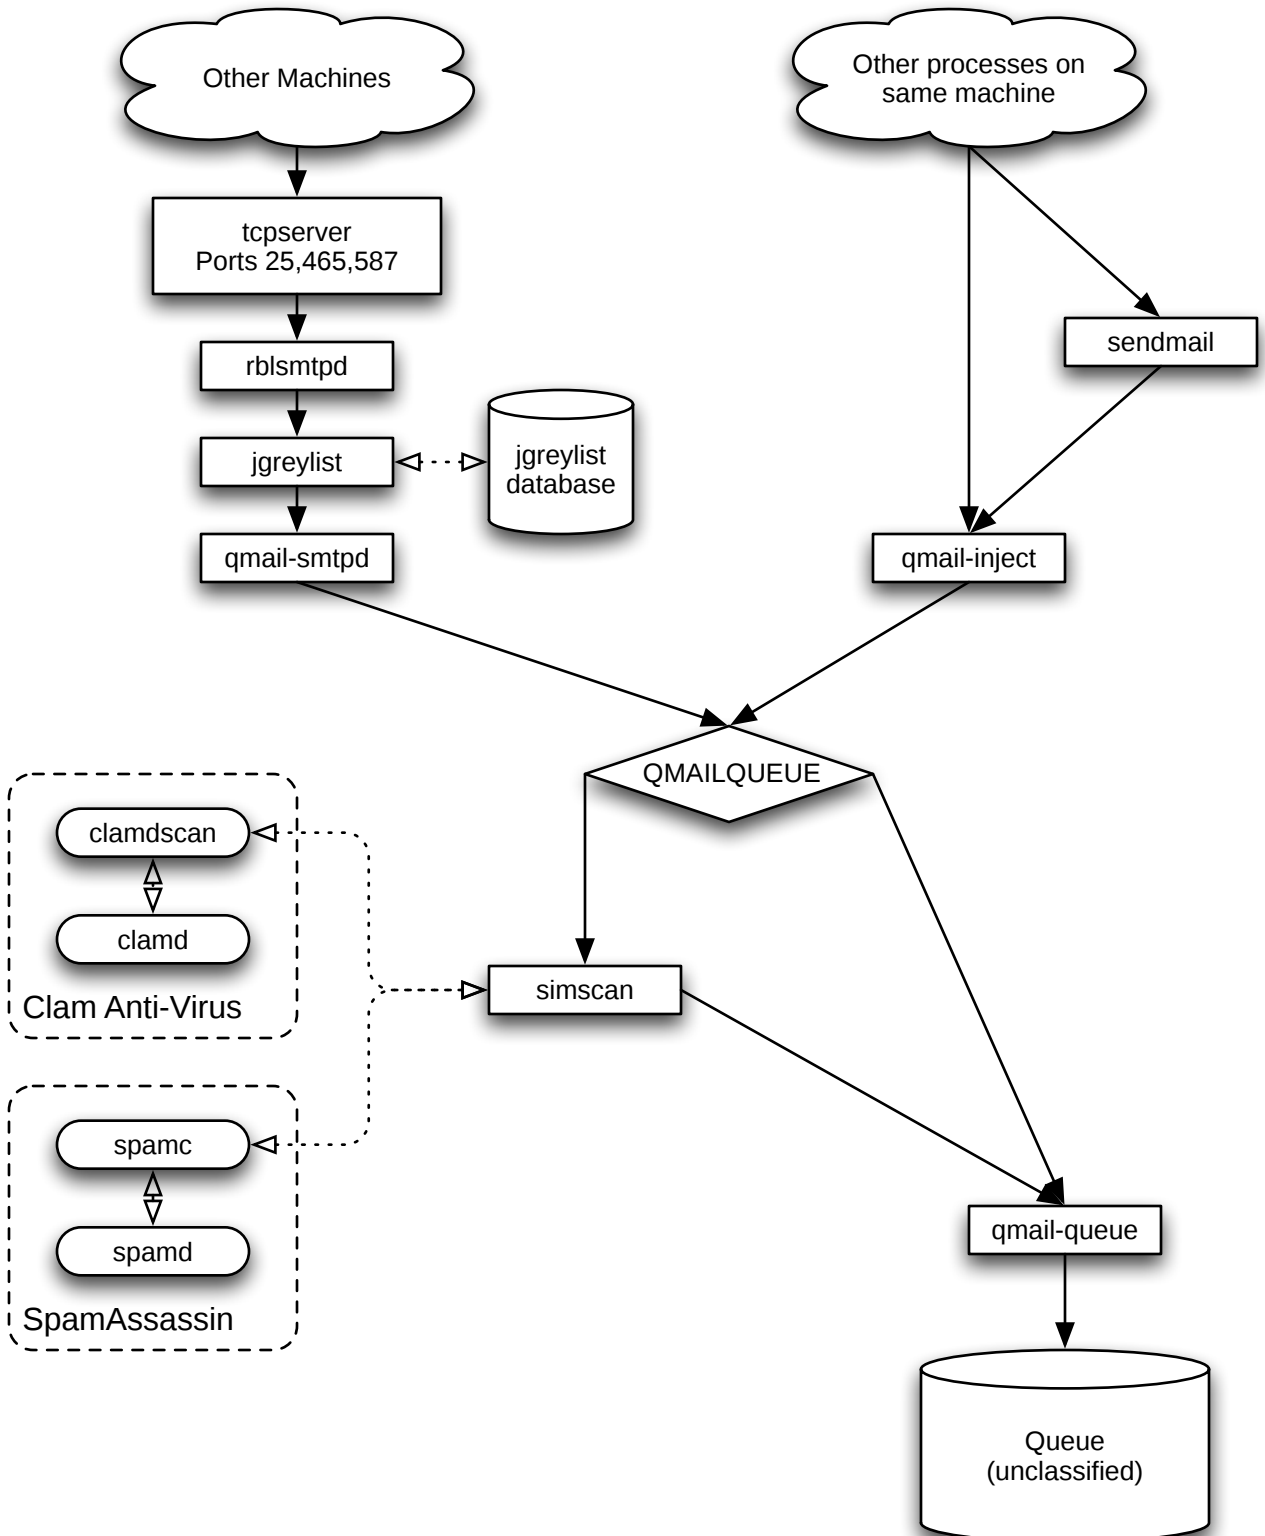 Other Machines
Other processes on
same machine
tcpserver
Ports 25,465,587
sendmail
rblsmtpd
jgreylist
jgreylist
database
qmail-smtpd
qmail-inject
QMAILQUEUE
clamdscan
clamd
Clam Anti-Virus
simscan
spamc
spamd
SpamAssassin
qmail-queue
Queue
(unclassified)